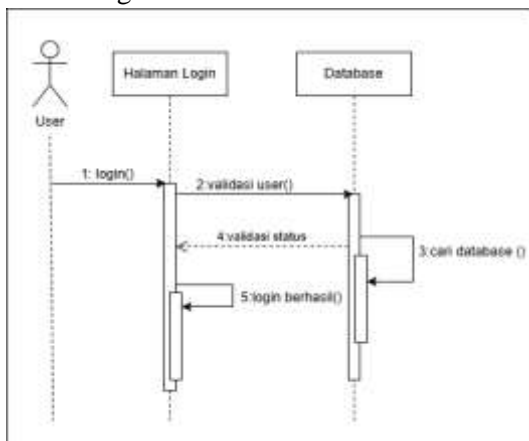 Halaman Login
Database
User
1: login()
2:validasi user()
4:validasi status
3:cari database ()
5:login berhasil()